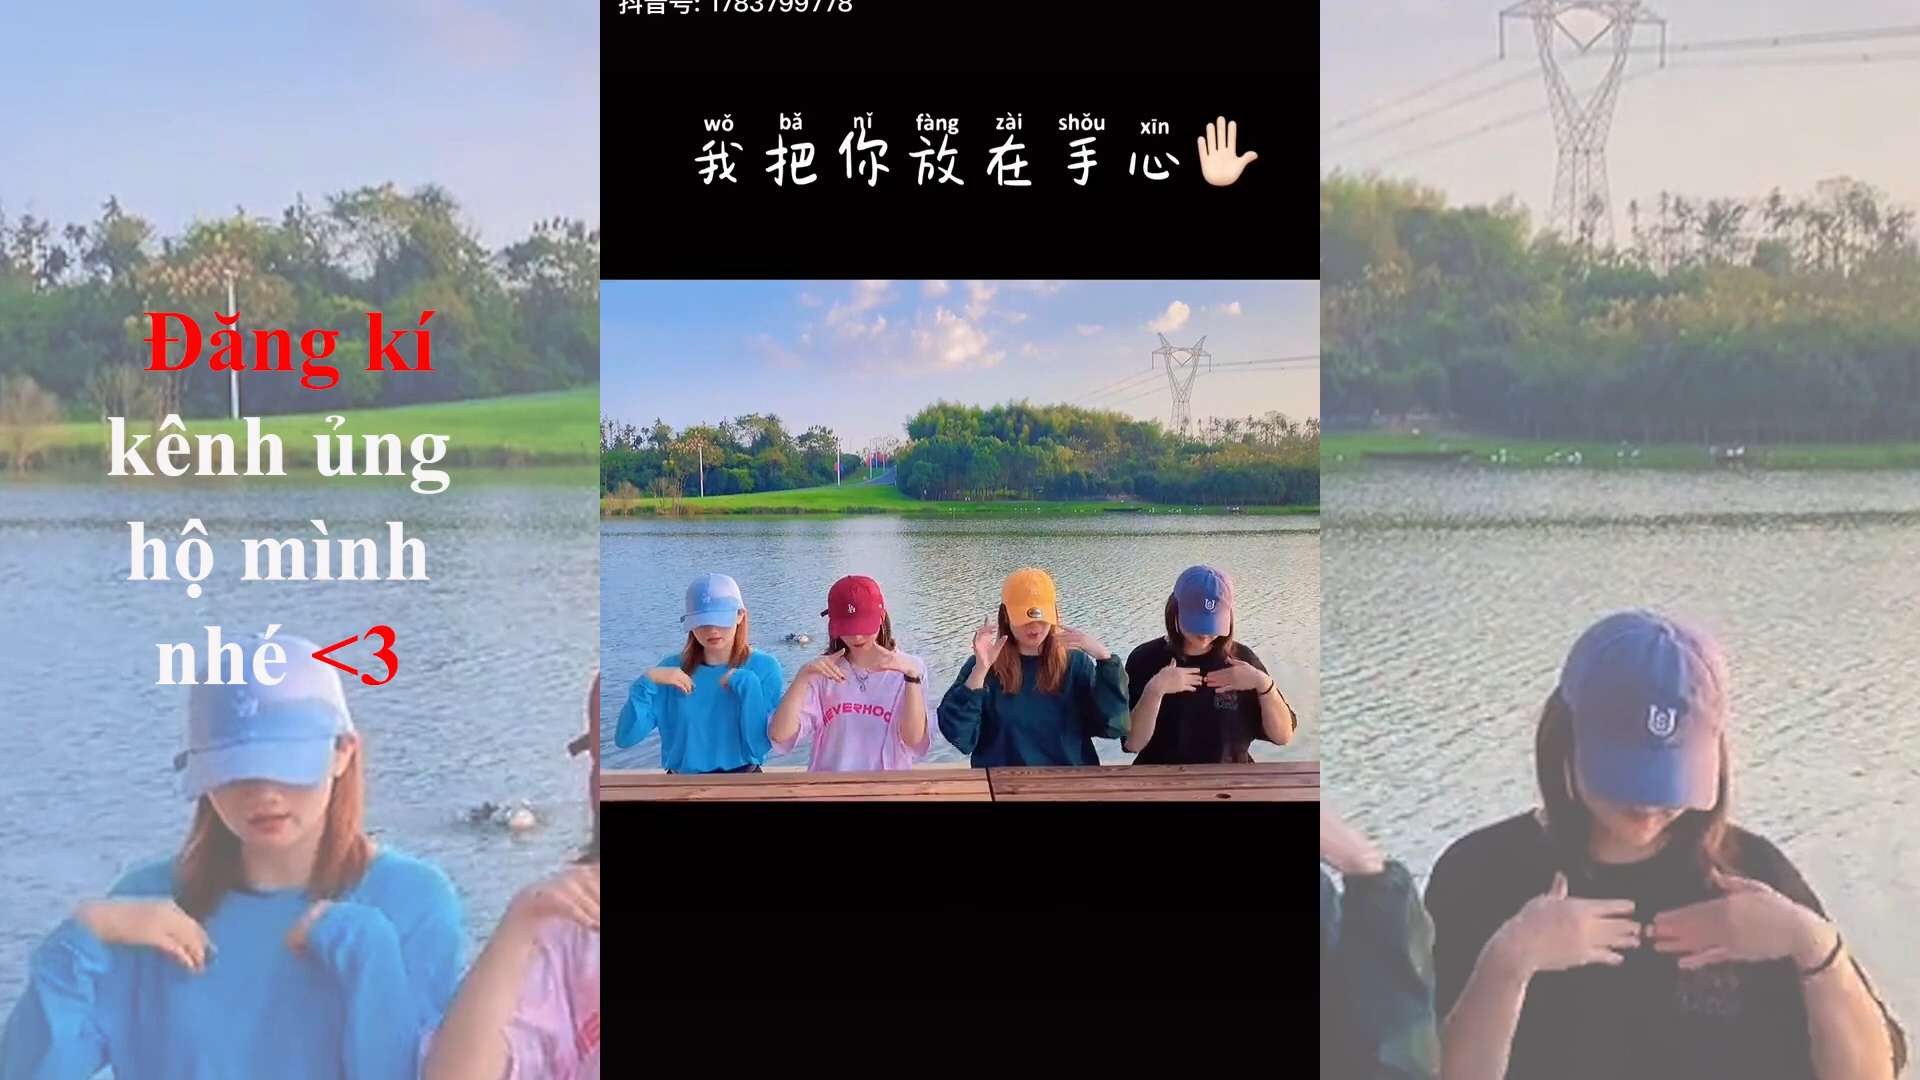 抖音号: 1783799778
wǒ bǎ nǐ fàng zài shǒu xīn
我把你放在手心🖐🏻
Đăng kí
kênh ủng
hộ mình
nhé <3